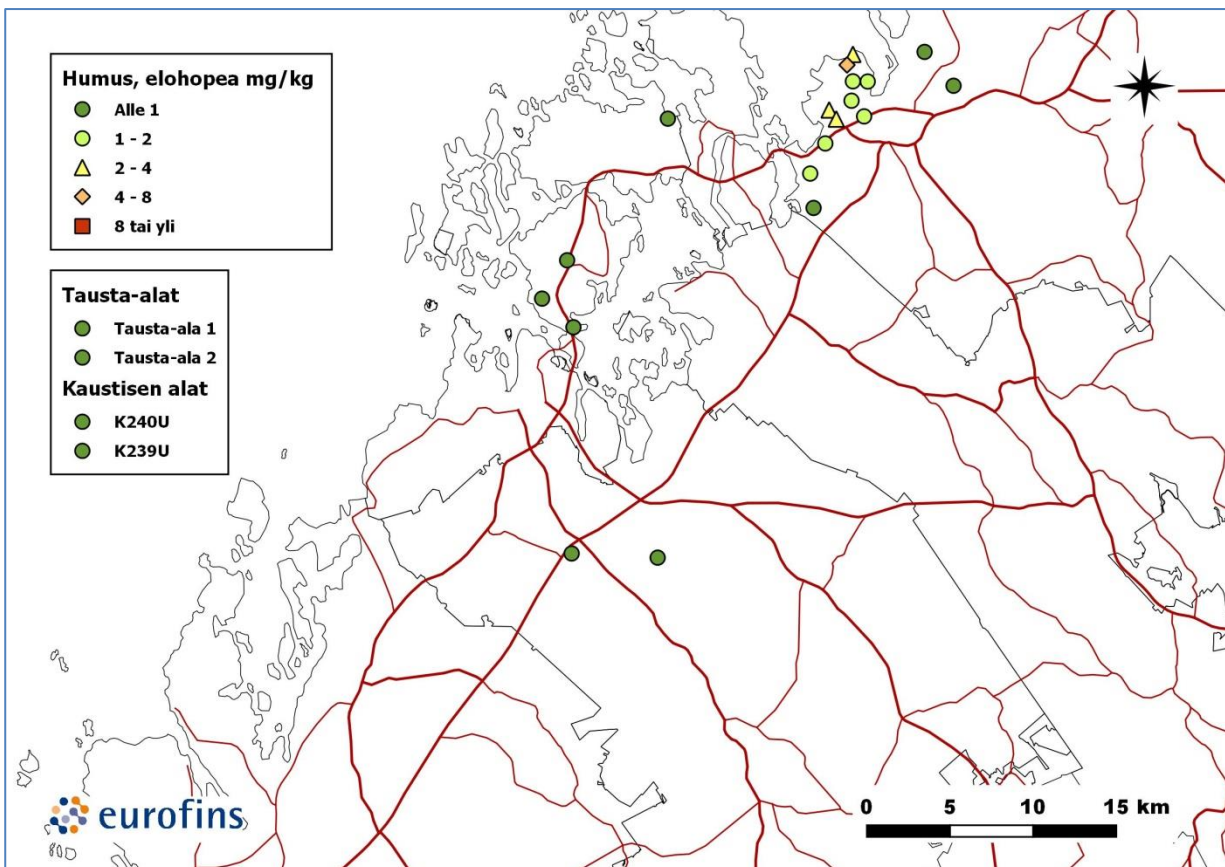 Humus, elohopea mg/kg
Alle 1
1 - 2
2 - 4
4 - 8
8 tai yli
Tausta-alat
Tausta-ala 1
Tausta-ala 2
Kaustisen alat
K240U
K239U
eurofins
0 5 10 15 km